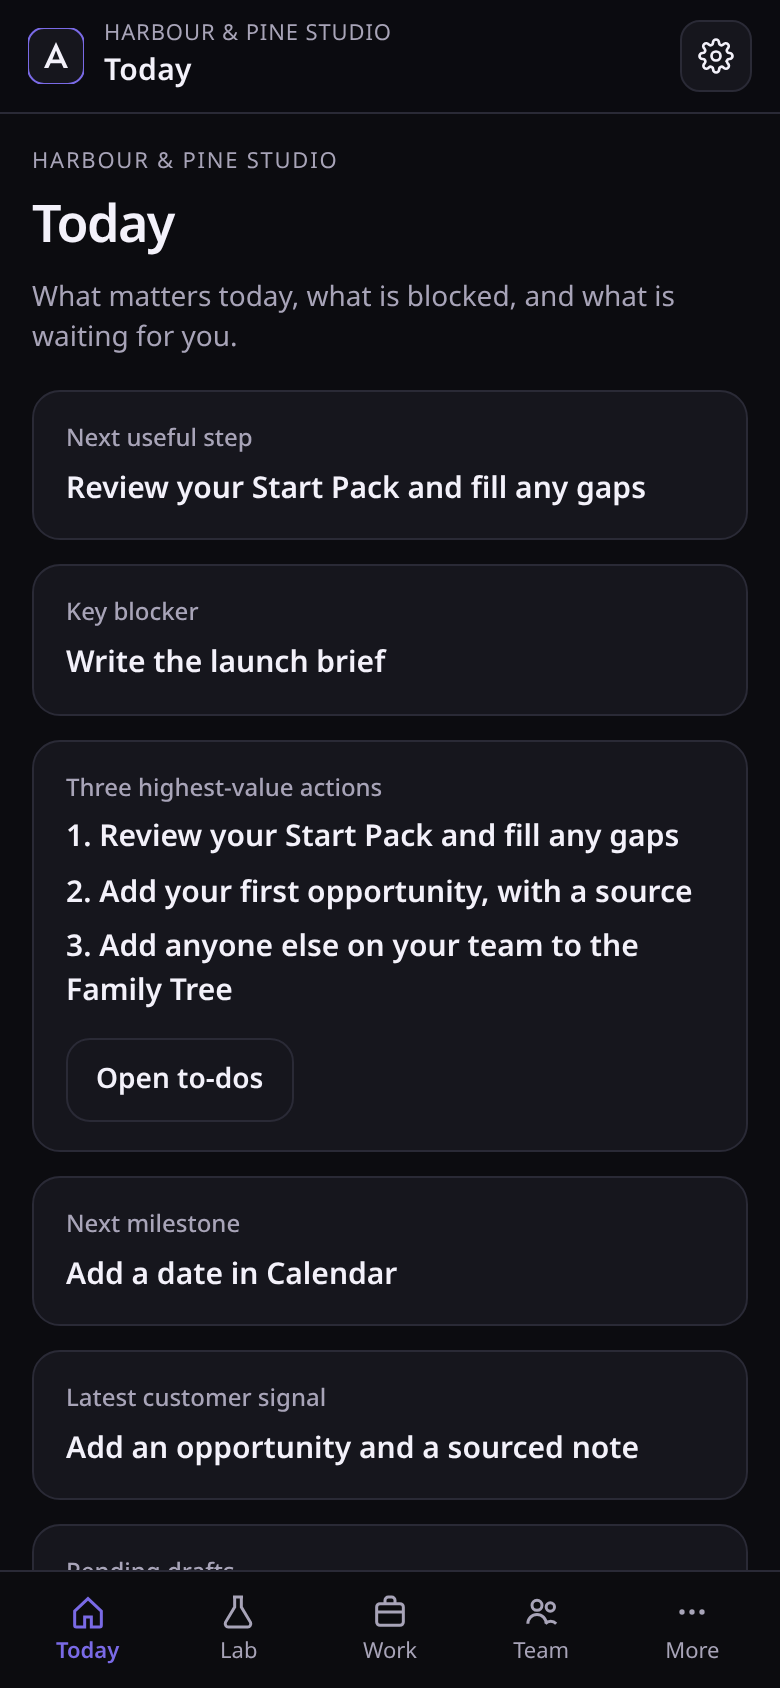 A
HARBOUR & PINE STUDIO
Today
HARBOUR & PINE STUDIO
Today
What matters today, what is blocked, and what is
waiting for you.
Next useful step
Review your Start Pack and fill any gaps
Key blocker
Write the launch brief
Three highest-value actions
1. Review your Start Pack and fill any gaps
2. Add your first opportunity, with a source
3. Add anyone else on your team to the
Family Tree
Open to-dos
Next milestone
Add a date in Calendar
Latest customer signal
Add an opportunity and a sourced note
Pending drafts
Today
Lab
Work
Team
More